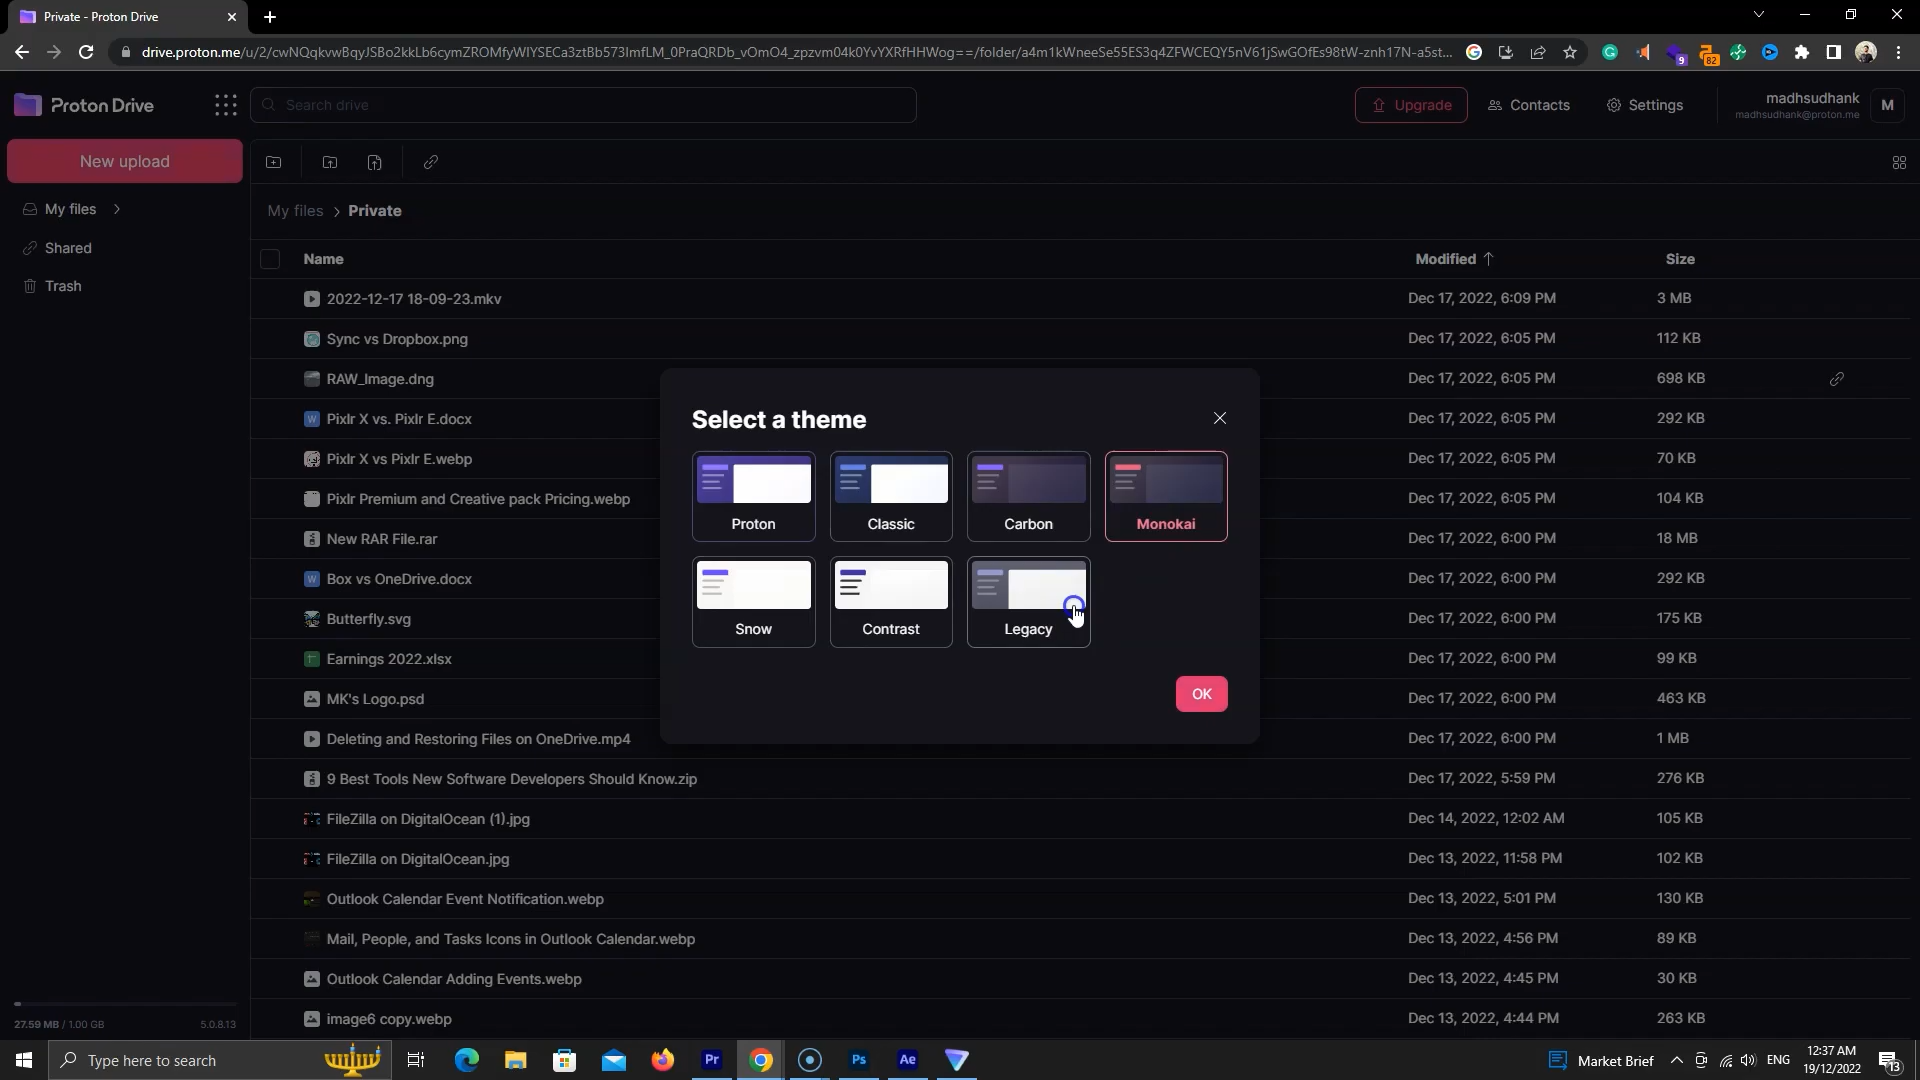 Private - Proton Drive
drive.proton.me/u/2/cwNQqkvwBqyJSBo2kkLb6cymZROMfyWIYSECa3ztBb573ImfLM_0PraQRDb_vOmO4_zpzvm04k0YvYXRfHHWog==/folder/a4m1kWneeSe55ES3q4ZFWCEQY5nV61jSwGOfEs98tW-znh17N-a5st...
9
82
Proton Drive
Search drive
Upgrade
Contacts
Settings
madhsudhank
madhsudhank@proton.me
M
New upload
My files
Shared
Trash
My files > Private
Name Modified Size
2022-12-17 18-09-23.mkv Dec 17, 2022, 6:09 PM 3 MB
Sync vs Dropbox.png Dec 17, 2022, 6:05 PM 112 KB
RAW_Image.dng Dec 17, 2022, 6:05 PM 698 KB
Pixlr X vs. Pixlr E.docx Dec 17, 2022, 6:05 PM 292 KB
Pixlr X vs Pixlr E.webp Dec 17, 2022, 6:05 PM 70 KB
Pixlr Premium and Creative pack Pricing.webp Dec 17, 2022, 6:05 PM 104 KB
New RAR File.rar Dec 17, 2022, 6:00 PM 18 MB
Box vs OneDrive.docx Dec 17, 2022, 6:00 PM 292 KB
Butterfly.svg Dec 17, 2022, 6:00 PM 175 KB
Earnings 2022.xlsx Dec 17, 2022, 6:00 PM 99 KB
MK's Logo.psd Dec 17, 2022, 6:00 PM 463 KB
Deleting and Restoring Files on OneDrive.mp4 Dec 17, 2022, 6:00 PM 1 MB
9 Best Tools New Software Developers Should Know.zip Dec 17, 2022, 5:59 PM 276 KB
FileZilla on DigitalOcean (1).jpg Dec 14, 2022, 12:02 AM 105 KB
FileZilla on DigitalOcean.jpg Dec 13, 2022, 11:58 PM 102 KB
Outlook Calendar Event Notification.webp Dec 13, 2022, 5:01 PM 130 KB
Mail, People, and Tasks Icons in Outlook Calendar.webp Dec 13, 2022, 4:56 PM 89 KB
Outlook Calendar Adding Events.webp Dec 13, 2022, 4:45 PM 30 KB
image6 copy.webp Dec 13, 2022, 4:44 PM 263 KB
Select a theme
Proton Classic Carbon Monokai
Snow Contrast Legacy
OK
27.59 MB / 1.00 GB 5.0.8.13
Type here to search
Pr
Ps
Ae
Market Brief
ENG
12:37 AM
19/12/2022
13